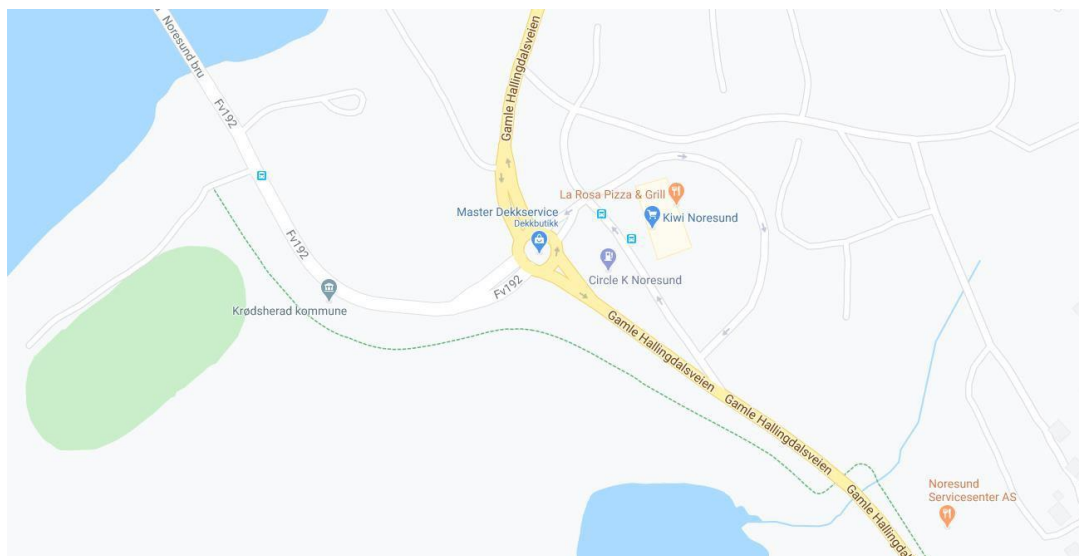 Noresund bru
Fv192
Gamle Hallingdalsveien
La Rosa Pizza & Grill
Master Dekkservice
Dekkbutikk
Kiwi Noresund
Fv192
Circle K Noresund
Fv192
Krødsherad kommune
Gamle Hallingdalsveien
Gamle Hallingdalsveien
Noresund
Servicesenter AS
Gamle Hallingda